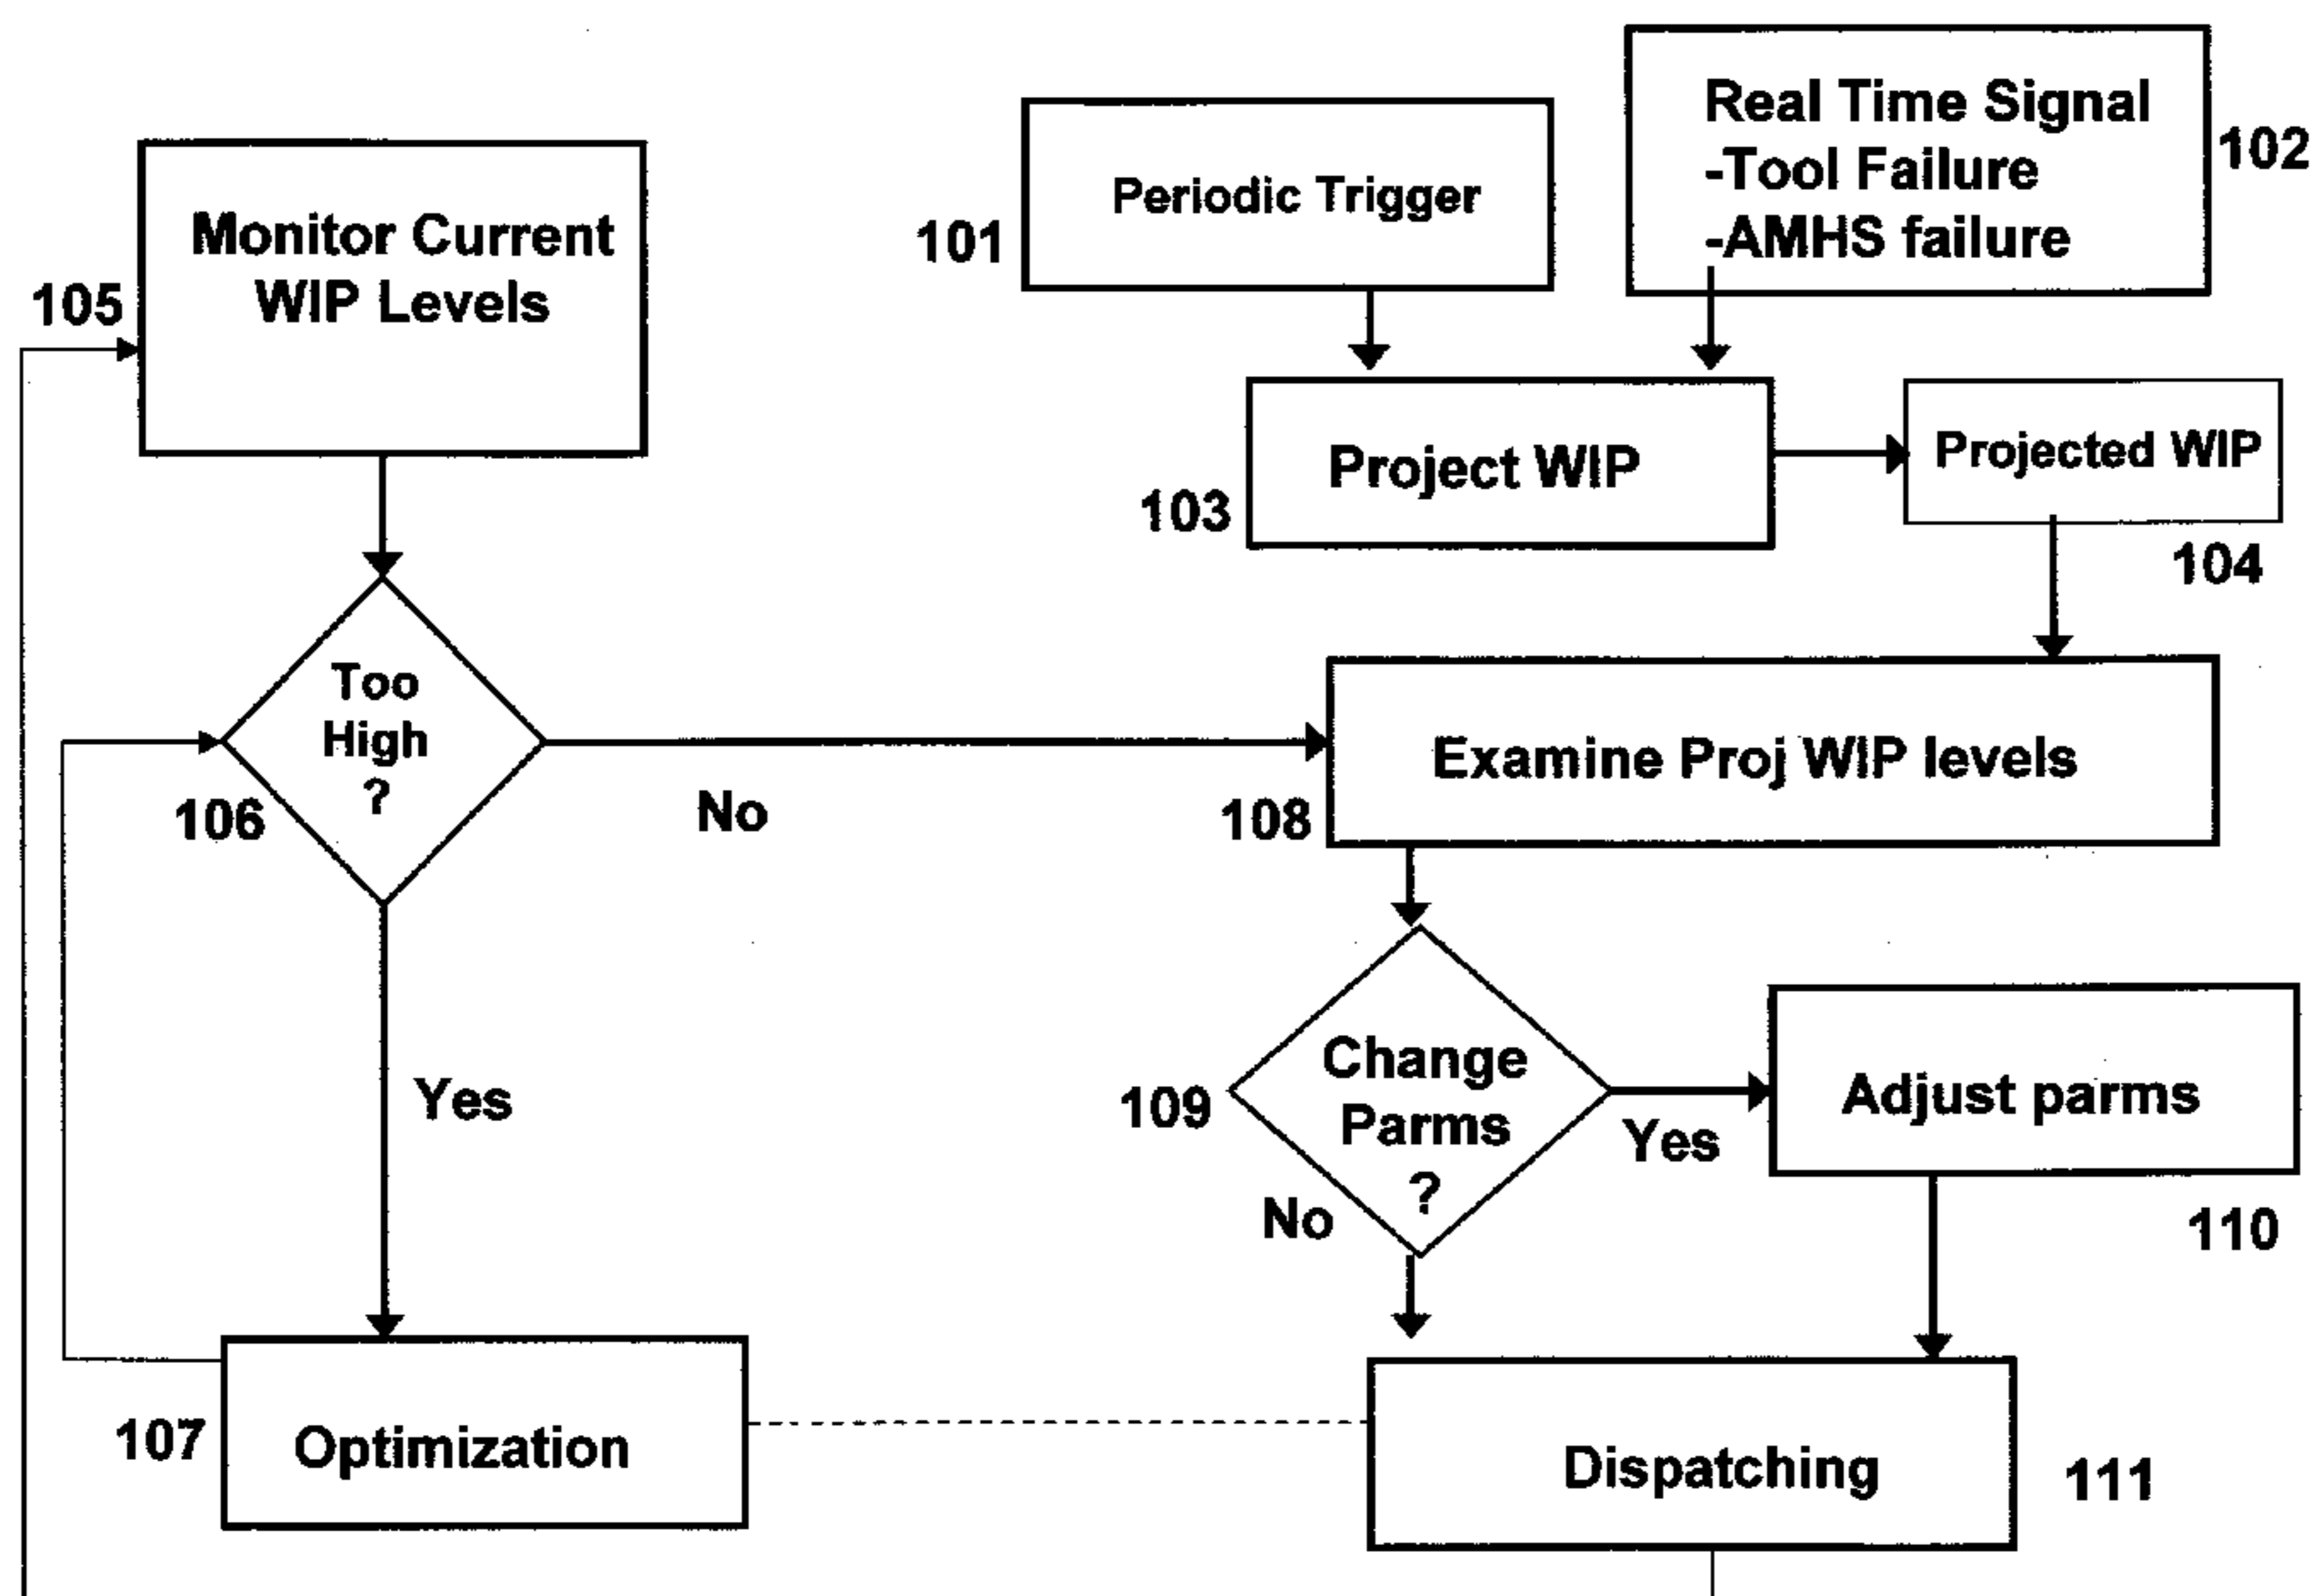 Real Time Signal
-Tool Failure
-AMHS failure
102
Periodic Trigger
101
Monitor Current
WIP Levels
105
Project WIP
103
Projected WIP
104
Too
High
?
106
No
Examine Proj WIP levels
108
Yes
Change
Parms
?
109
Yes
No
Adjust parms
110
Optimization
107
Dispatching
111